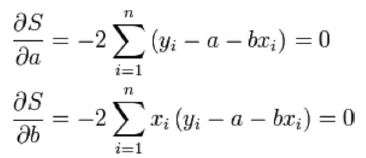 ∂S/∂a = −2 ∑_{i=1}^{n} (y_i − a − bx_i) = 0
∂S/∂b = −2 ∑_{i=1}^{n} x_i (y_i − a − bx_i) = 0